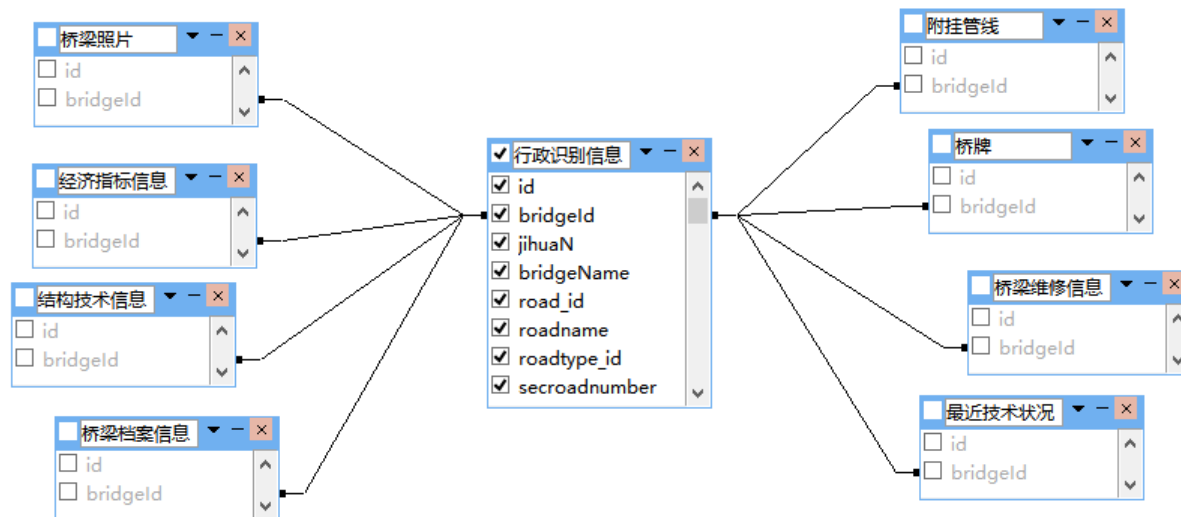 桥梁照片
id
bridgeId
经济指标信息
id
bridgeId
结构技术信息
id
bridgeId
桥梁档案信息
id
bridgeId
行政识别信息
id
bridgeId
jihuaN
bridgeName
road_id
roadname
roadtype_id
secroadnumber
附挂管线
id
bridgeId
桥牌
id
bridgeId
桥梁维修信息
id
bridgeId
最近技术状况
id
bridgeId